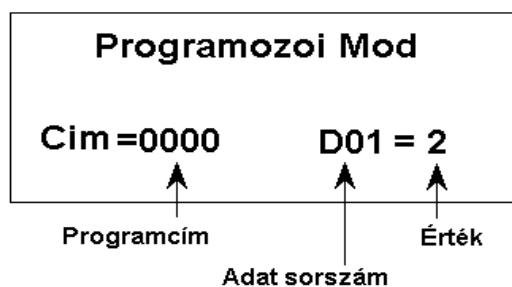 Programozoi Mod
Cim =0000 D01 = 2
Programcím Érték
Adat sorszám